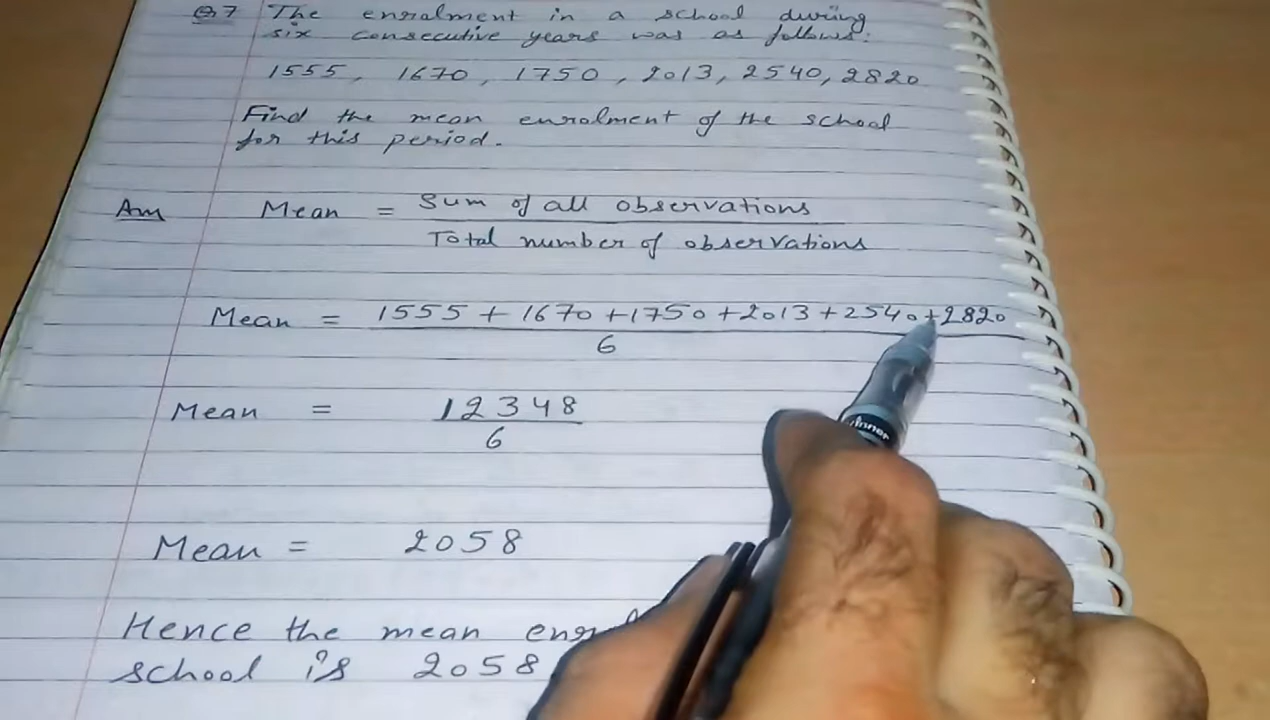 Q7 The enrolment in a school during
six consecutive years was as follows:
1555, 1670, 1750, 2013, 2540, 2820
Find the mean enrolment of the school
for this period.
Ans Mean = Sum of all observations
Total number of observations
Mean = 1555 + 1670 + 1750 + 2013 + 2540 + 2820
6
Mean = 12348
6
Mean = 2058
Hence the mean
school is 2058